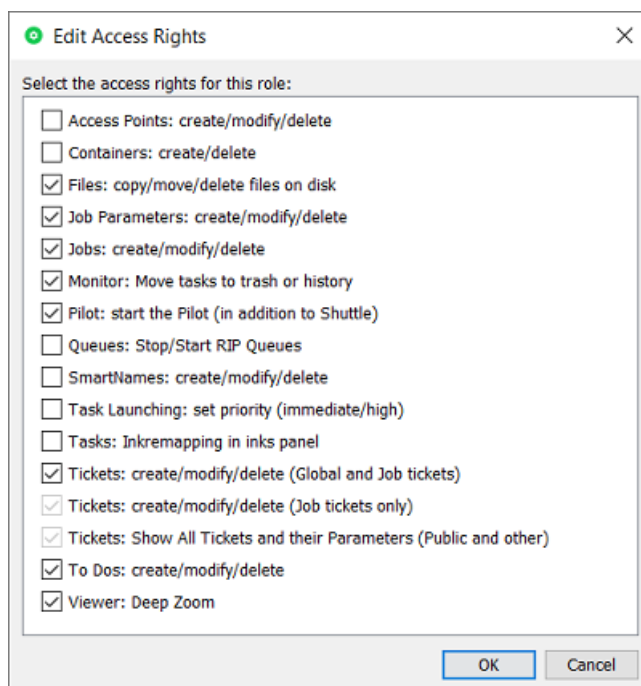 Edit Access Rights
Select the access rights for this role:
Access Points: create/modify/delete
Containers: create/delete
Files: copy/move/delete files on disk
Job Parameters: create/modify/delete
Jobs: create/modify/delete
Monitor: Move tasks to trash or history
Pilot: start the Pilot (in addition to Shuttle)
Queues: Stop/Start RIP Queues
SmartNames: create/modify/delete
Task Launching: set priority (immediate/high)
Tasks: Inkremapping in inks panel
Tickets: create/modify/delete (Global and Job tickets)
Tickets: create/modify/delete (Job tickets only)
Tickets: Show All Tickets and their Parameters (Public and other)
To Dos: create/modify/delete
Viewer: Deep Zoom
OK Cancel